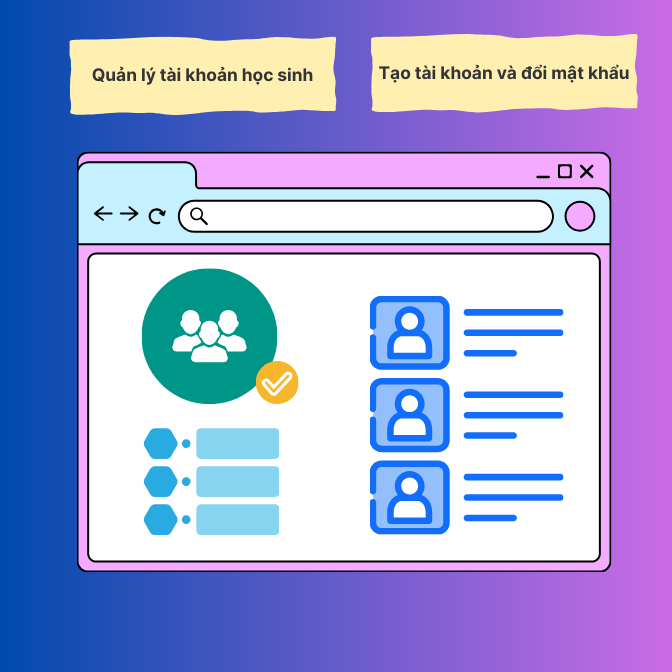 Quản lý tài khoản học sinh
Tạo tài khoản và đổi mật khẩu